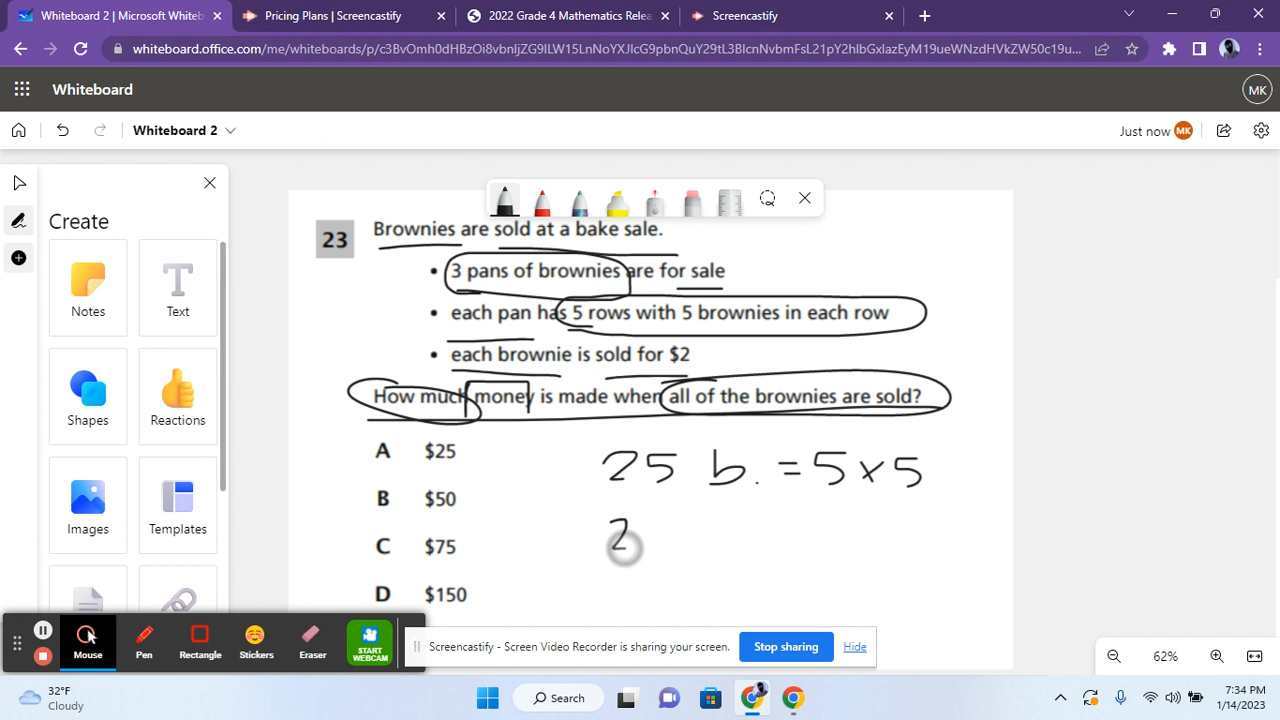 Whiteboard 2 | Microsoft Whitebo
Pricing Plans | Screencastify
2022 Grade 4 Mathematics Relea
Screencastify
whiteboard.office.com/me/whiteboards/p/c3BvOmh0dHBzOi8vbnljZG9lLW15LnNoYXJlcG9pbnQuY29tL3BlcnNvbmFsL21pY2hlbGxlazEyM19ueWNzdHVkZW50c19u...
Whiteboard
MK
Whiteboard 2
Just now MK
Create
Notes
Text
Shapes
Reactions
Images
Templates
23 Brownies are sold at a bake sale.
• 3 pans of brownies are for sale
• each pan has 5 rows with 5 brownies in each row
• each brownie is sold for $2
How much money is made when all of the brownies are sold?
A $25
B $50
C $75
D $150
25 b. = 5 x 5
2
Mouse
Pen
Rectangle
Stickers
Eraser
START WEBCAM
Screencastify - Screen Video Recorder is sharing your screen.
Stop sharing
Hide
62%
32°F
Cloudy
Search
7:34 PM
1/14/2023